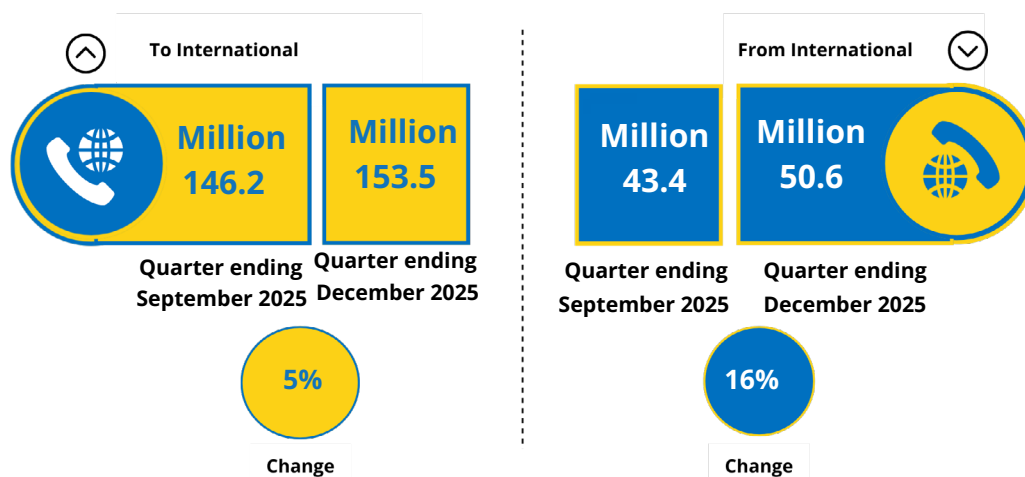 To International
Million
146.2
Million
153.5
Quarter ending
September 2025
Quarter ending
December 2025
5%
Change
From International
Million
43.4
Million
50.6
Quarter ending
September 2025
Quarter ending
December 2025
16%
Change